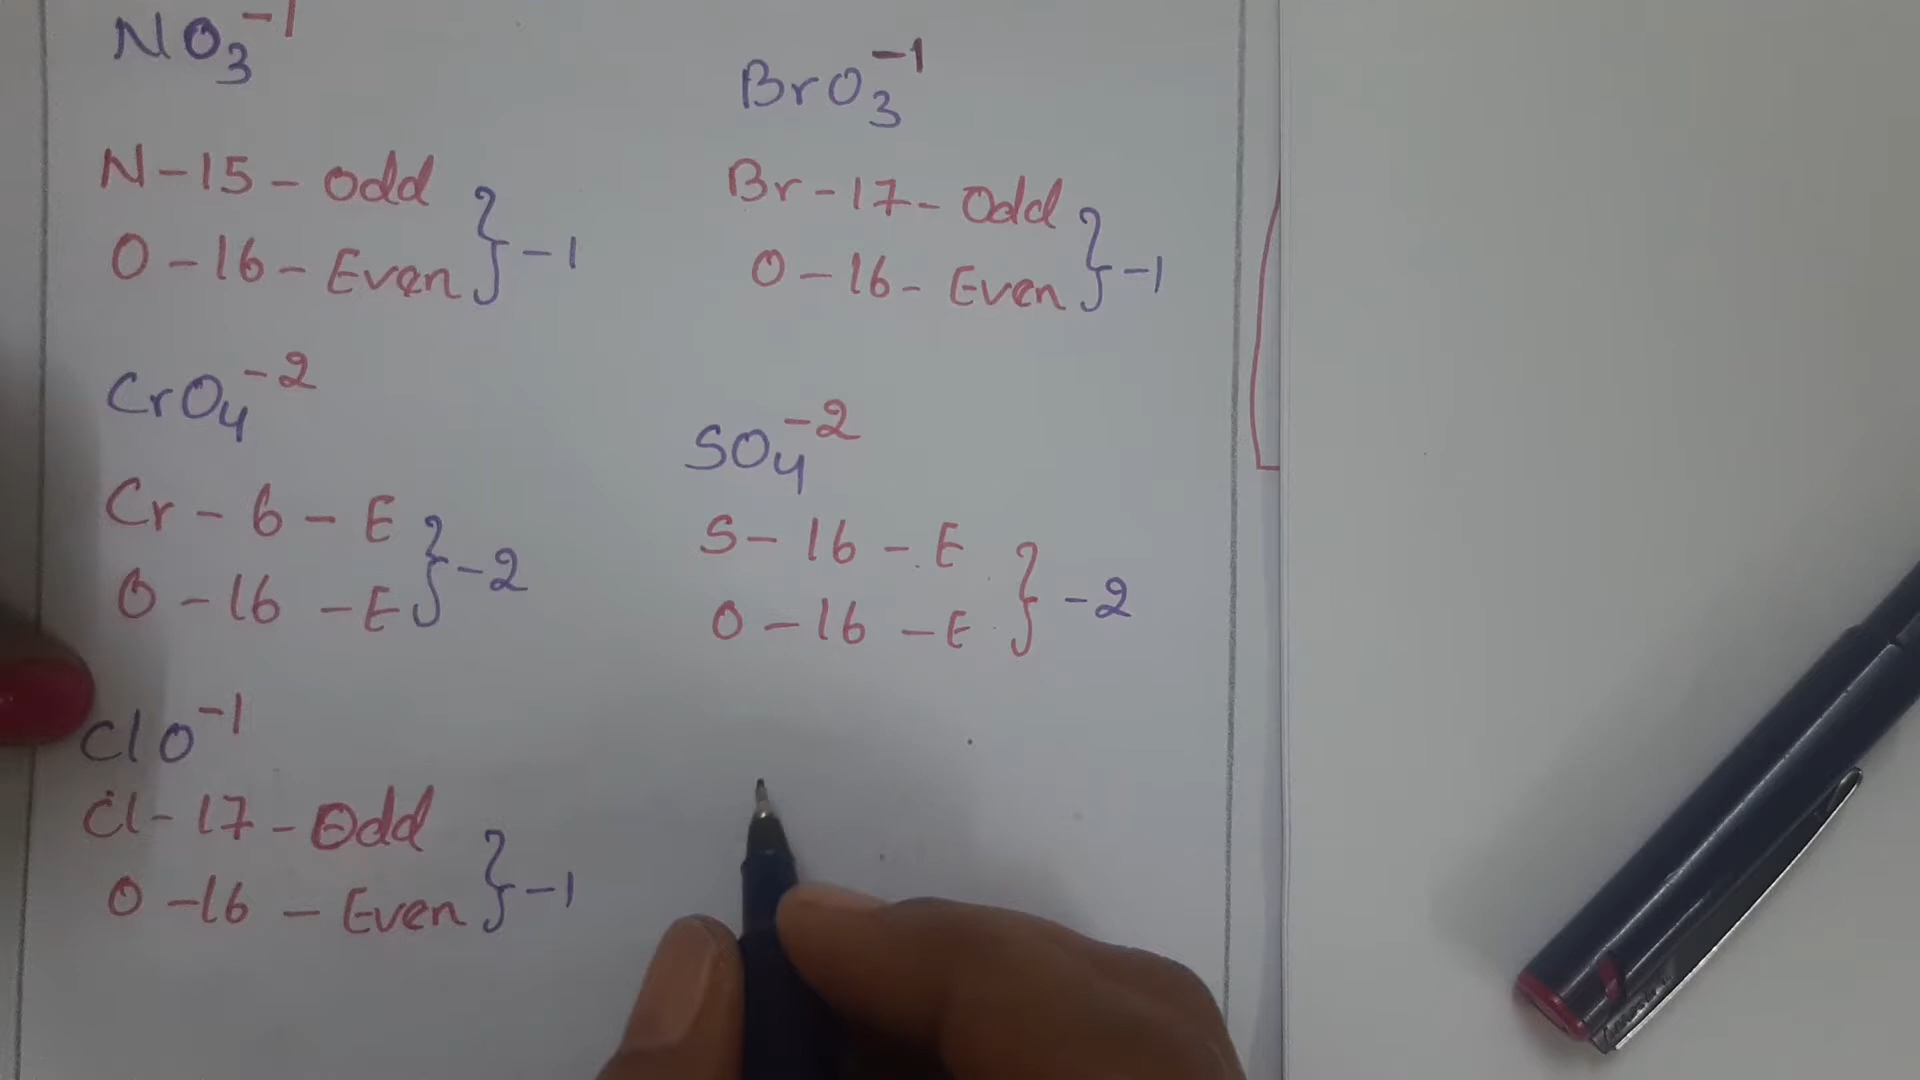 NO3-1
N-15- Odd
O-16- Even } -1
BrO3-1
Br-17- Odd
O-16- Even } -1
CrO4-2
Cr-6-E
O-16-E } -2
SO4-2
S-16-E
O-16-E } -2
ClO-1
Cl-17-Odd
O-16-Even } -1